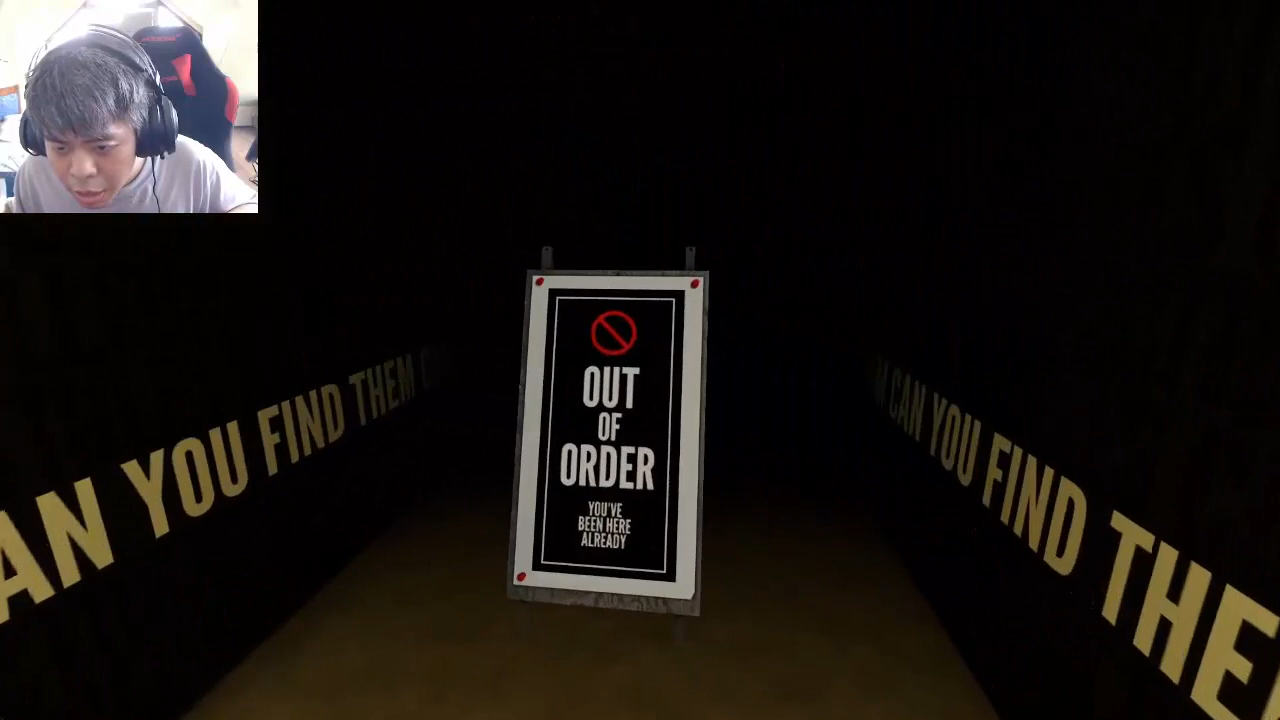 AN YOU FIND THEM
OUT
OF
ORDER
YOU'VE
BEEN HERE
ALREADY
M CAN YOU FIND THE